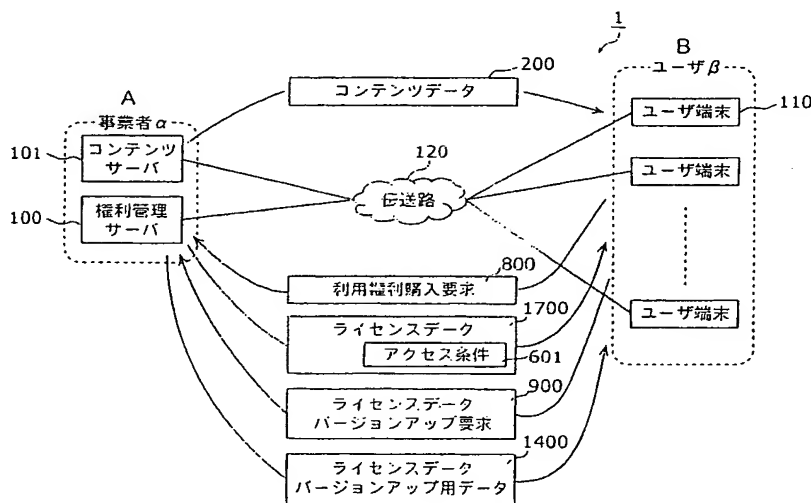 1
A
事業者α
101
コンテンツ
サーバ
100
権利管理
サーバ
200
コンテンツデータ
120
伝送路
B
ユーザβ
ユーザ端末
110
ユーザ端末
ユーザ端末
800
利用権利購入要求
1700
ライセンスデータ
アクセス条件
601
900
ライセンスデータ
バージョンアップ要求
1400
ライセンスデータ
バージョンアップ用データ